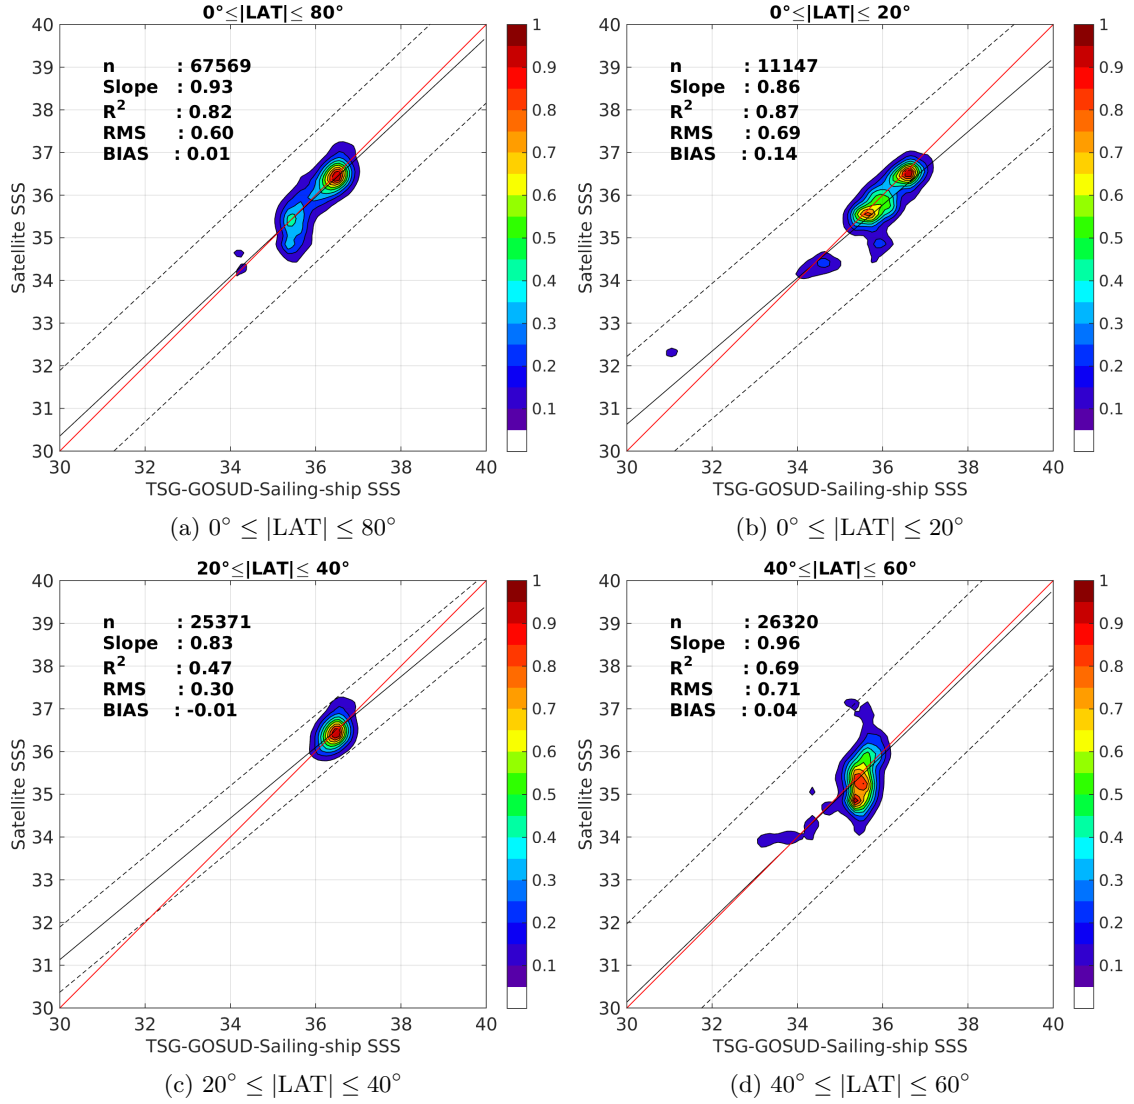 0°≤|LAT|≤ 80°
n : 67569
Slope : 0.93
R² : 0.82
RMS : 0.60
BIAS : 0.01
40
39
38
37
36
35
34
33
32
31
30
30 32 34 36 38 40
Satellite SSS
TSG-GOSUD-Sailing-ship SSS
1
0.9
0.8
0.7
0.6
0.5
0.4
0.3
0.2
0.1
(a) 0° ≤ |LAT| ≤ 80°
0°≤|LAT|≤ 20°
n : 11147
Slope : 0.86
R² : 0.87
RMS : 0.69
BIAS : 0.14
40
39
38
37
36
35
34
33
32
31
30
30 32 34 36 38 40
Satellite SSS
TSG-GOSUD-Sailing-ship SSS
1
0.9
0.8
0.7
0.6
0.5
0.4
0.3
0.2
0.1
(b) 0° ≤ |LAT| ≤ 20°
20°≤|LAT|≤ 40°
n : 25371
Slope : 0.83
R² : 0.47
RMS : 0.30
BIAS : -0.01
40
39
38
37
36
35
34
33
32
31
30
30 32 34 36 38 40
Satellite SSS
TSG-GOSUD-Sailing-ship SSS
1
0.9
0.8
0.7
0.6
0.5
0.4
0.3
0.2
0.1
(c) 20° ≤ |LAT| ≤ 40°
40°≤|LAT|≤ 60°
n : 26320
Slope : 0.96
R² : 0.69
RMS : 0.71
BIAS : 0.04
40
39
38
37
36
35
34
33
32
31
30
30 32 34 36 38 40
Satellite SSS
TSG-GOSUD-Sailing-ship SSS
1
0.9
0.8
0.7
0.6
0.5
0.4
0.3
0.2
0.1
(d) 40° ≤ |LAT| ≤ 60°